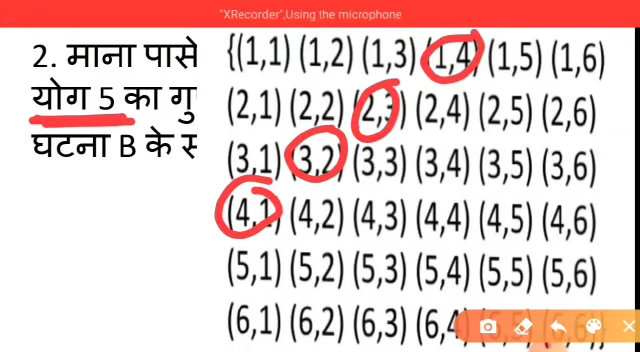 "XRecorder",Using the microphone
2. माना पासे {(1,1) (1,2) (1,3) (1,4) (1,5) (1,6)
योग 5 का गु (2,1) (2,2) (2,3) (2,4) (2,5) (2,6)
घटना B के (3,1) (3,2) (3,3) (3,4) (3,5) (3,6)
(4,1) (4,2) (4,3) (4,4) (4,5) (4,6)
(5,1) (5,2) (5,3) (5,4) (5,5) (5,6)
(6,1) (6,2) (6,3) (6,4